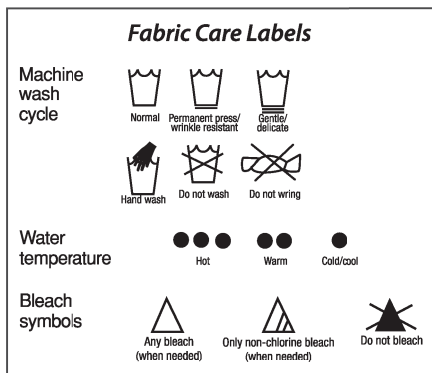 Fabric Care Labels
Machine
wash
cycle
Normal
Permanent press/
wrinkle resistant
Gentle/
delicate
Hand wash
Do not wash
Do not wring
Water
temperature
Hot
Warm
Cold/cool
Bleach
symbols
Any bleach
(when needed)
Only non-chlorine bleach
(when needed)
Do not bleach